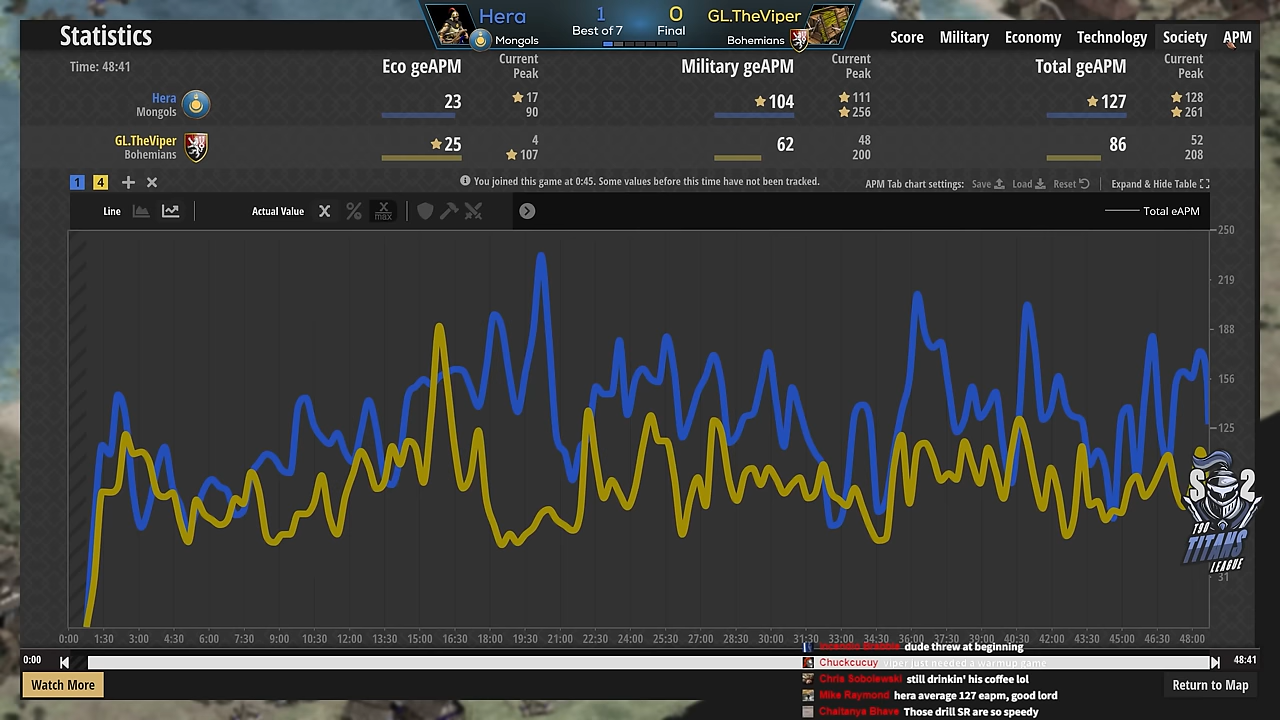 Hera 1 0 GL.TheViper
Mongols Best of 7 Final Bohemians
Statistics
Score Military Economy Technology Society APM
Time: 48:41
Eco geAPM Current Peak Military geAPM Current Peak Total geAPM Current Peak
Hera Mongols 23 17 90 104 111 256 127 128 261
GL.TheViper Bohemians 25 4 107 62 48 200 86 52 208
1 4 You joined this game at 0:45. Some values before this time have not been tracked. APM Tab chart settings: Save Load Reset Expand & Hide Table
Line Actual Value X % X max Total eAPM
250
219
188
156
125
31
S 2
T90
TITANS
LEAGUE
0:00 1:30 3:00 4:30 6:00 7:30 9:00 10:30 12:00 13:30 15:00 16:30 18:00 19:30 21:00 22:30 24:00 25:30 27:00 28:30 30:00 31:30 33:00 34:30 36:00 37:30 39:00 40:30 42:00 43:30 45:00 46:30 48:00
dude threw at beginning
0:00 48:41
Chuckcucuy viper just needed a warmup game
Chris Sobolewski still drinkin' his coffee lol
Watch More Return to Map
Mike Raymond hera average 127 eapm, good lord
Chaitanya Bhave Those drill SR are so speedy